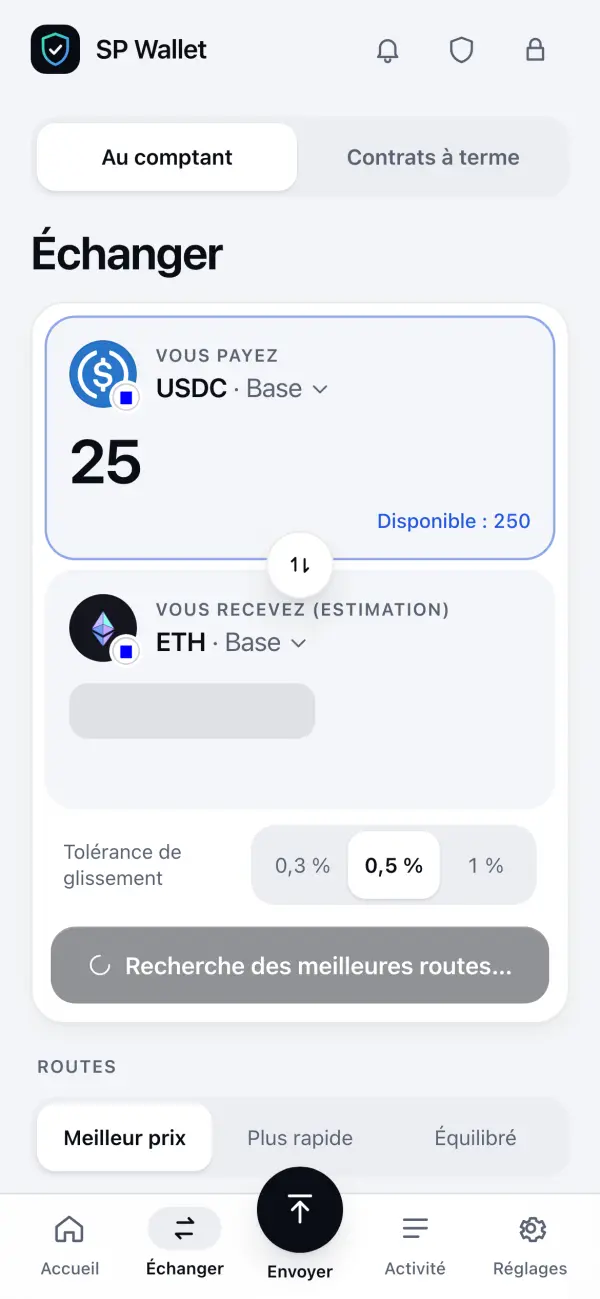 SP Wallet
Au comptant
Contrats à terme
Échanger
VOUS PAYEZ
USDC · Base
25
Disponible : 250
VOUS RECEVEZ (ESTIMATION)
ETH · Base
Tolérance de
glissement
0,3 %
0,5 %
1 %
Recherche des meilleures routes...
ROUTES
Meilleur prix
Plus rapide
Équilibré
Accueil
Échanger
Envoyer
Activité
Réglages